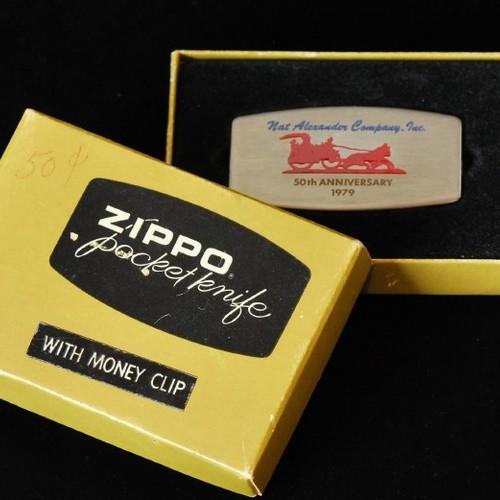 Nat Alexander Company, Inc.
50th ANNIVERSARY
1979
50¢
ZIPPO®
pocket knife
WITH MONEY CLIP